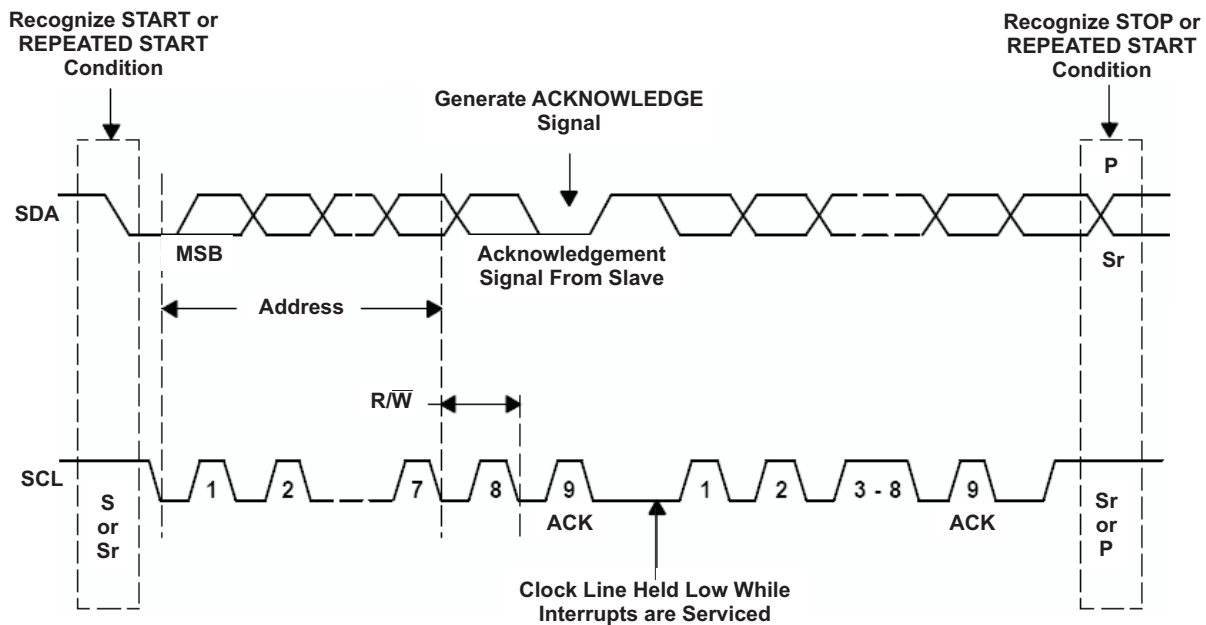 Recognize START or
REPEATED START
Condition
Recognize STOP or
REPEATED START
Condition
Generate ACKNOWLEDGE
Signal
P
SDA
MSB
Acknowledgement
Signal From Slave
Sr
Address
R/W̅
SCL
1
2
7
8
9
1
2
3 - 8
9
ACK
ACK
S
or
Sr
Sr
or
P
Clock Line Held Low While
Interrupts are Serviced